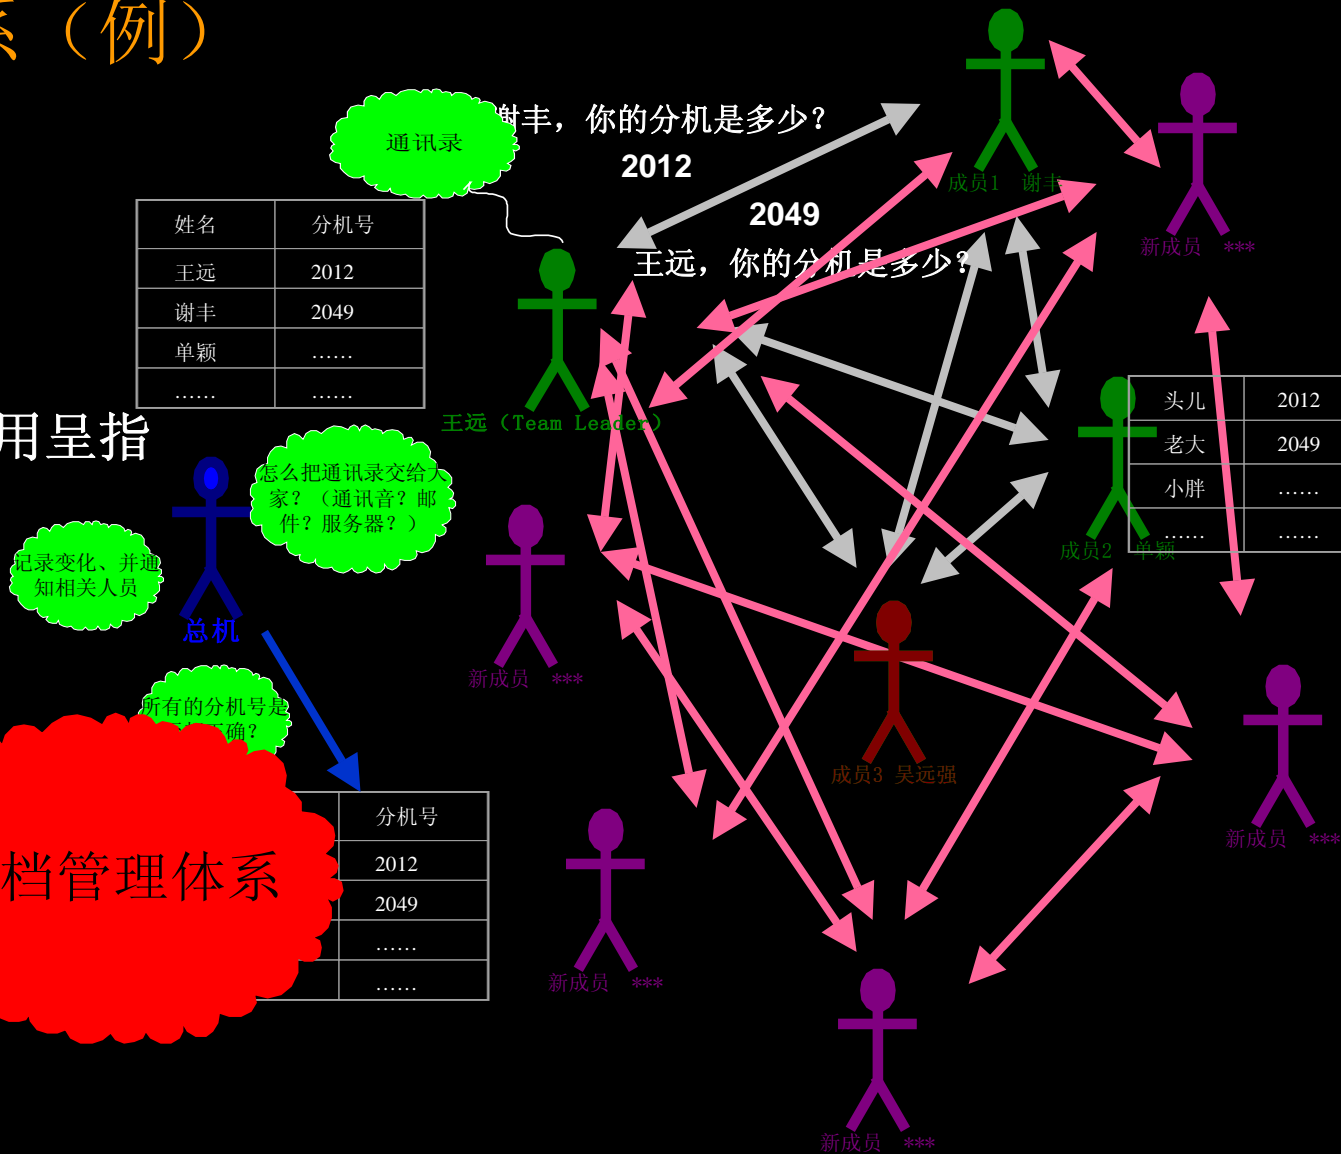 系（例）
谢丰，你的分机是多少？
通讯录
2012
2049
王远，你的分机是多少？
成员1 谢丰
新成员 ***
姓名 分机号
王远 2012
谢丰 2049
单颖 ……
…… ……
王远（Team Leader）
头儿 2012
老大 2049
小胖 ……
…… ……
成员2 单颖
用呈指
怎么把通讯录交给大
家？（通讯音？邮
件？服务器？）
记录变化、并通
知相关人员
总机
新成员 ***
所有的分机号是
正确？
成员3 吴远强
分机号
2012
2049
……
……
档管理体系
新成员 ***
新成员 ***
新成员 ***